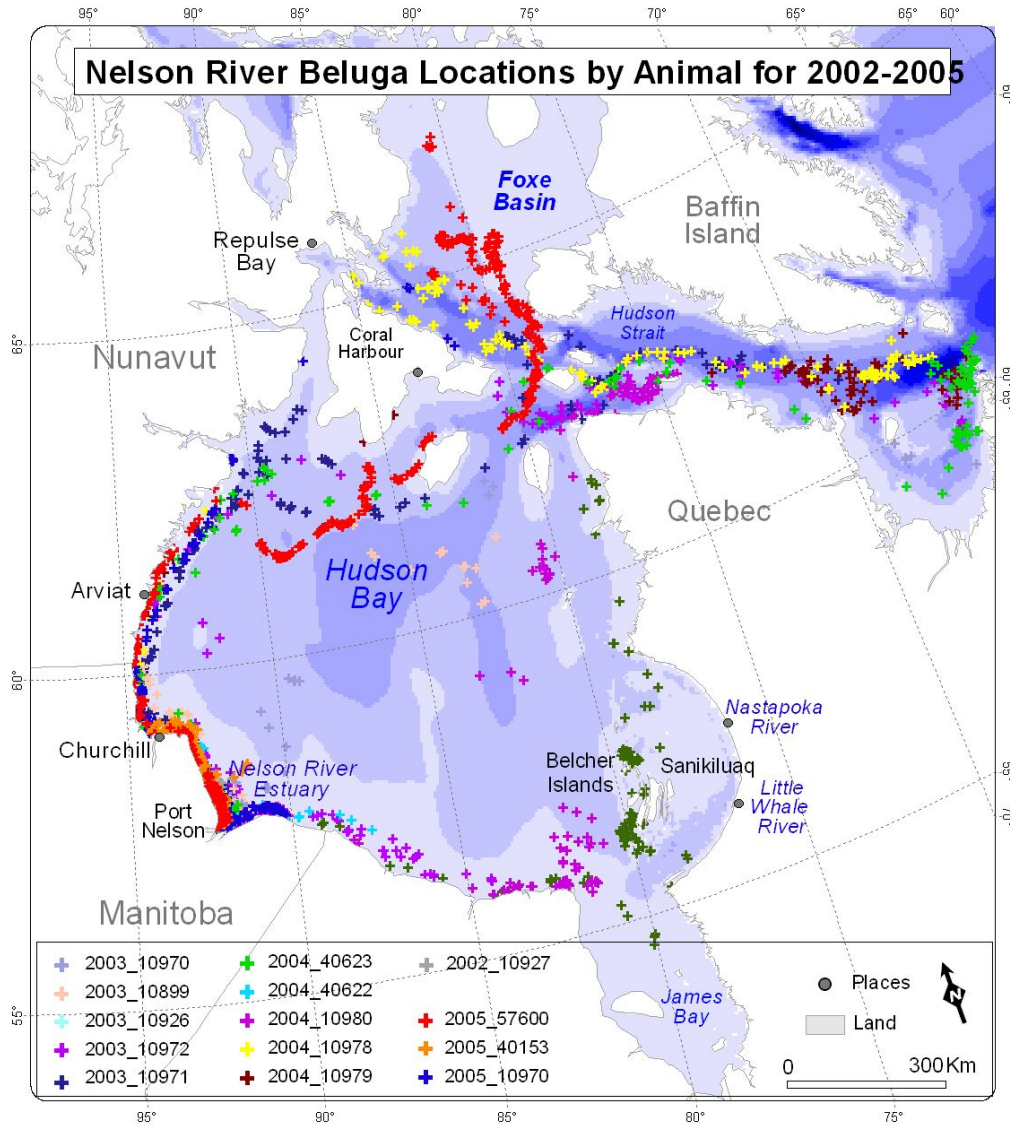 95° 90° 85° 80° 75° 70° 65° 65° 60°
Nelson River Beluga Locations by Animal for 2002-2005
Foxe
Basin
Baffin
Island
Repulse
Bay
Hudson
Strait
Coral
Harbour
Nunavut
65°
60°
Quebec
Hudson
Bay
Arviat
60°
Nastapoka
River
Churchill
Belcher
Islands
Sanikiluaq
Nelson River
Estuary
Little
Whale
River
Port
Nelson
Manitoba
2003_10970 2004_40623 2002_10927
2003_10899 2004_40622
2003_10926 2004_10980 2005_57600
2003_10972 2004_10978 2005_40153
2003_10971 2004_10979 2005_10970
James
Bay
Places
N
Land
0 300Km
55°
95° 90° 85° 80° 75°